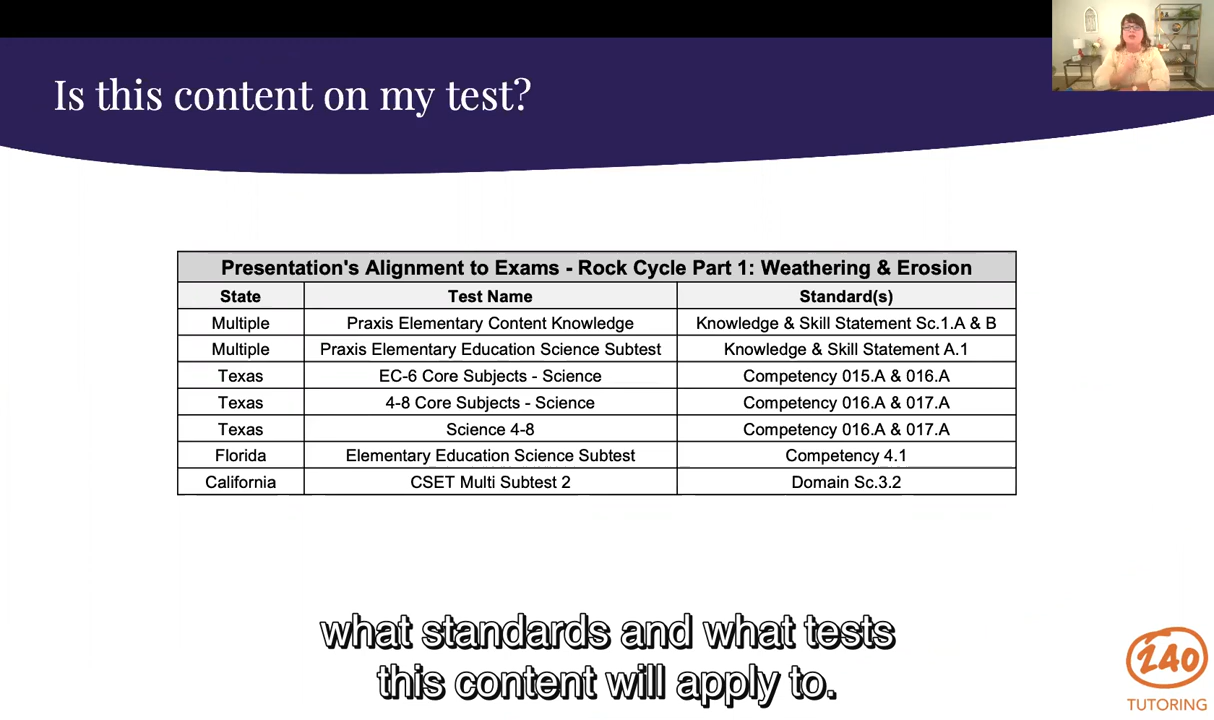 Is this content on my test?
Presentation's Alignment to Exams - Rock Cycle Part 1: Weathering & Erosion
State Test Name Standard(s)
Multiple Praxis Elementary Content Knowledge Knowledge & Skill Statement Sc.1.A & B
Multiple Praxis Elementary Education Science Subtest Knowledge & Skill Statement A.1
Texas EC-6 Core Subjects - Science Competency 015.A & 016.A
Texas 4-8 Core Subjects - Science Competency 016.A & 017.A
Texas Science 4-8 Competency 016.A & 017.A
Florida Elementary Education Science Subtest Competency 4.1
California CSET Multi Subtest 2 Domain Sc.3.2
what standards and what tests
this content will apply to.
240
TUTORING